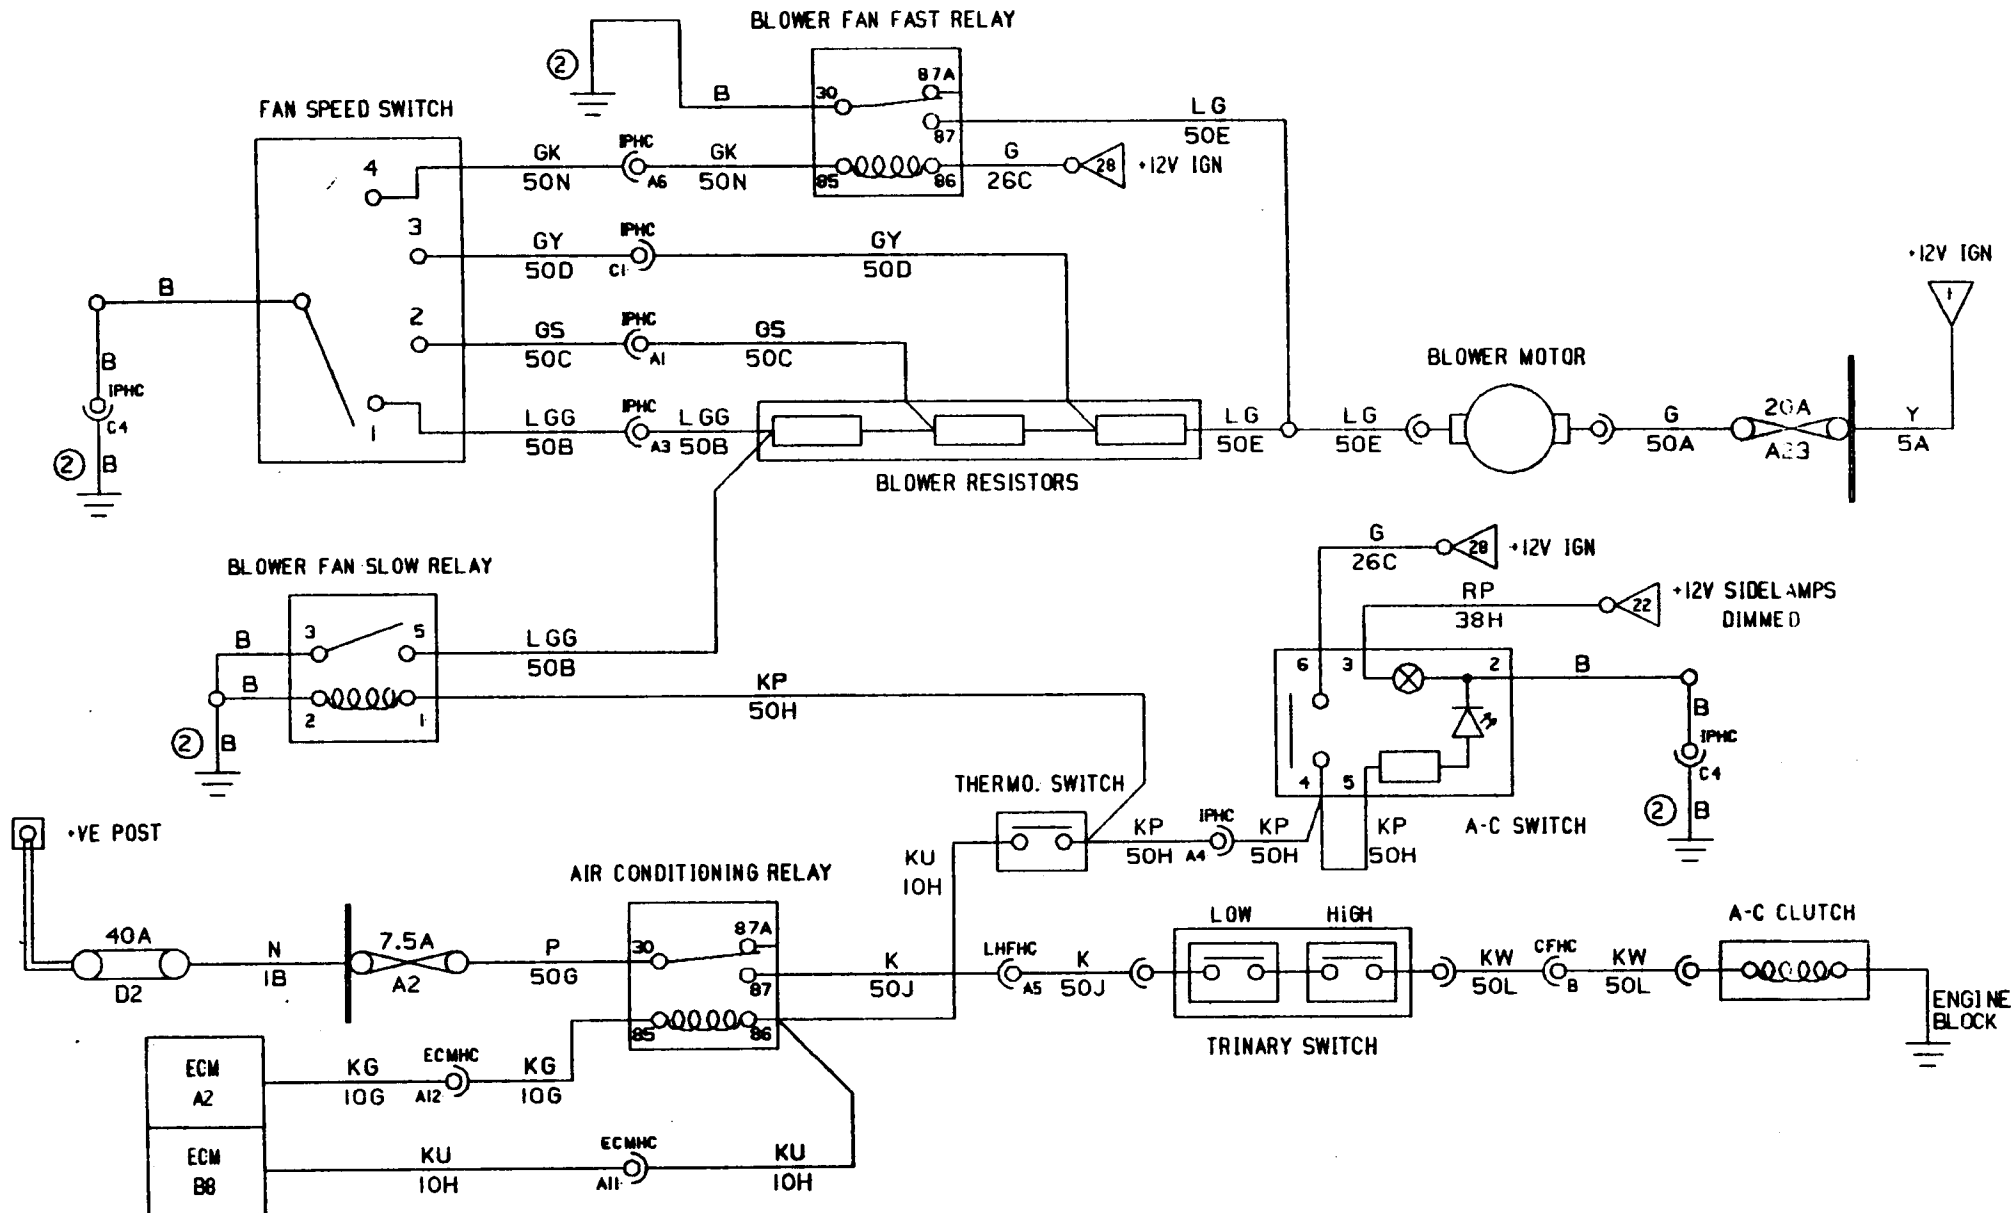 BLOWER FAN FAST RELAY
2
B
30
87A
87
85
86
LG
50E
G
26C
28
+12V IGN
FAN SPEED SWITCH
4
3
2
1
GK
50N
IPHC
A6
GK
50N
GY
50D
IPHC
C1
GY
50D
GS
50C
IPHC
A1
GS
50C
LGG
50B
IPHC
A3
LGG
50B
B
B
IPHC
C4
2
B
BLOWER RESISTORS
LG
50E
LG
50E
BLOWER MOTOR
G
50A
20A
Y
5A
+12V IGN
1
BLOWER FAN SLOW RELAY
3
5
2
1
B
B
2
B
LGG
50B
KP
50H
G
26C
28
+12V IGN
RP
38H
22
+12V SIDELAMPS
DIMMED
6
3
2
4
5
B
B
IPHC
C4
2
B
A-C SWITCH
THERMO. SWITCH
KP
50H
IPHC
A4
KP
50H
KP
50H
KU
10H
+VE POST
40A
D2
N
1B
7.5A
A2
P
50G
AIR CONDITIONING RELAY
30
87A
87
85
86
K
50J
LHFHC
A5
K
50J
LOW
HIGH
TRINARY SWITCH
KW
50L
CFHC
B
KW
50L
A-C CLUTCH
ENGINE
BLOCK
ECM
A2
KG
10G
ECMHC
A12
KG
10G
ECM
B8
KU
10H
ECMHC
A11
KU
10H